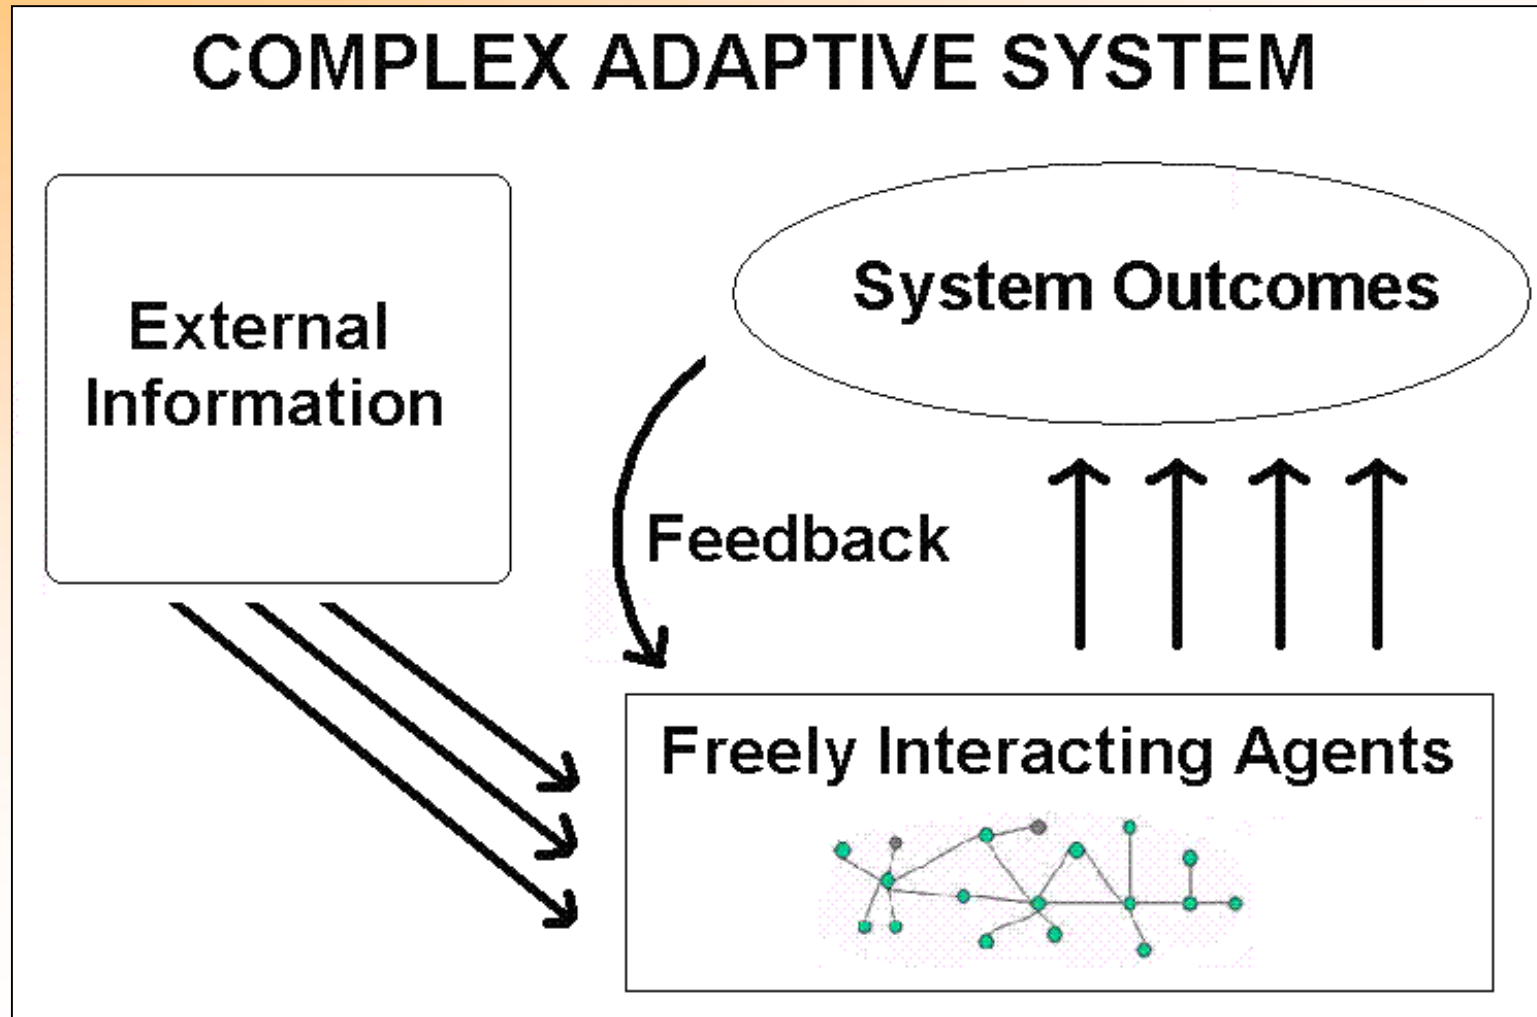 COMPLEX ADAPTIVE SYSTEM
External
Information
System Outcomes
Feedback
Freely Interacting Agents